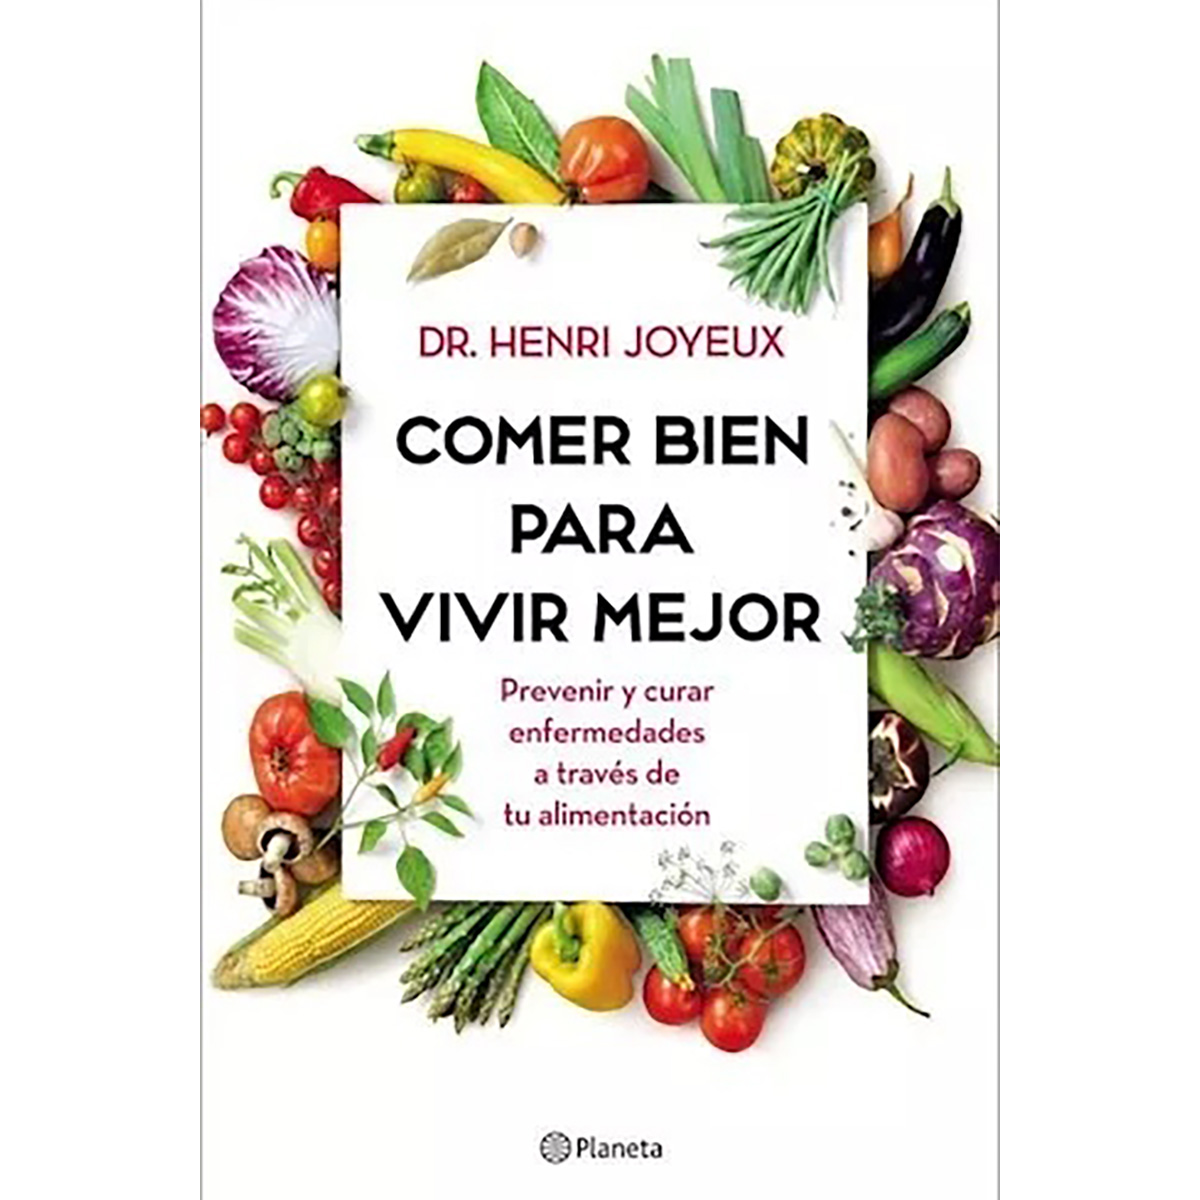 DR. HENRI JOYEUX
COMER BIEN
PARA
VIVIR MEJOR
Prevenir y curar
enfermedades
a través de
tu alimentación
Planeta